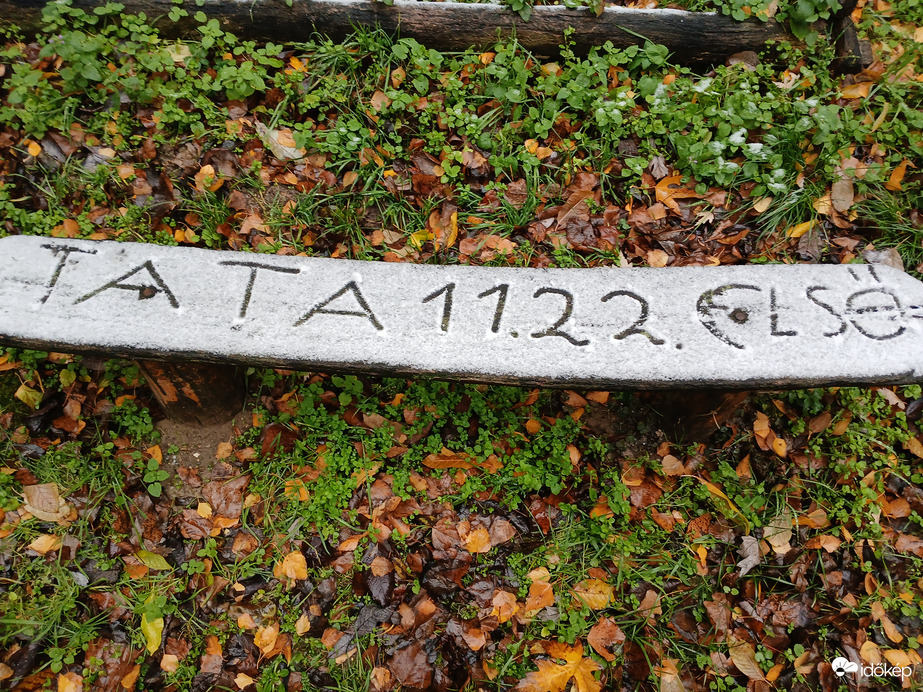 TATA 11.22. ELSŐ
időkép